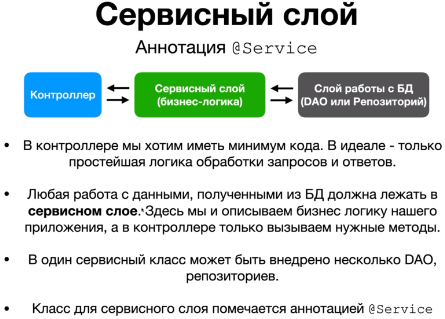 Сервисный слой
Аннотация @Service
Контроллер
Сервисный слой
(бизнес-логика)
Слой работы с БД
(DAO или Репозиторий)
• В контроллере мы хотим иметь минимум кода. В идеале - только
простейшая логика обработки запросов и ответов.
• Любая работа с данными, полученными из БД должна лежать в
сервисном слое. Здесь мы и описываем бизнес логику нашего
приложения, а в контроллере только вызываем нужные методы.
• В один сервисный класс может быть внедрено несколько DAO,
репозиториев.
• Класс для сервисного слоя помечается аннотацией @Service